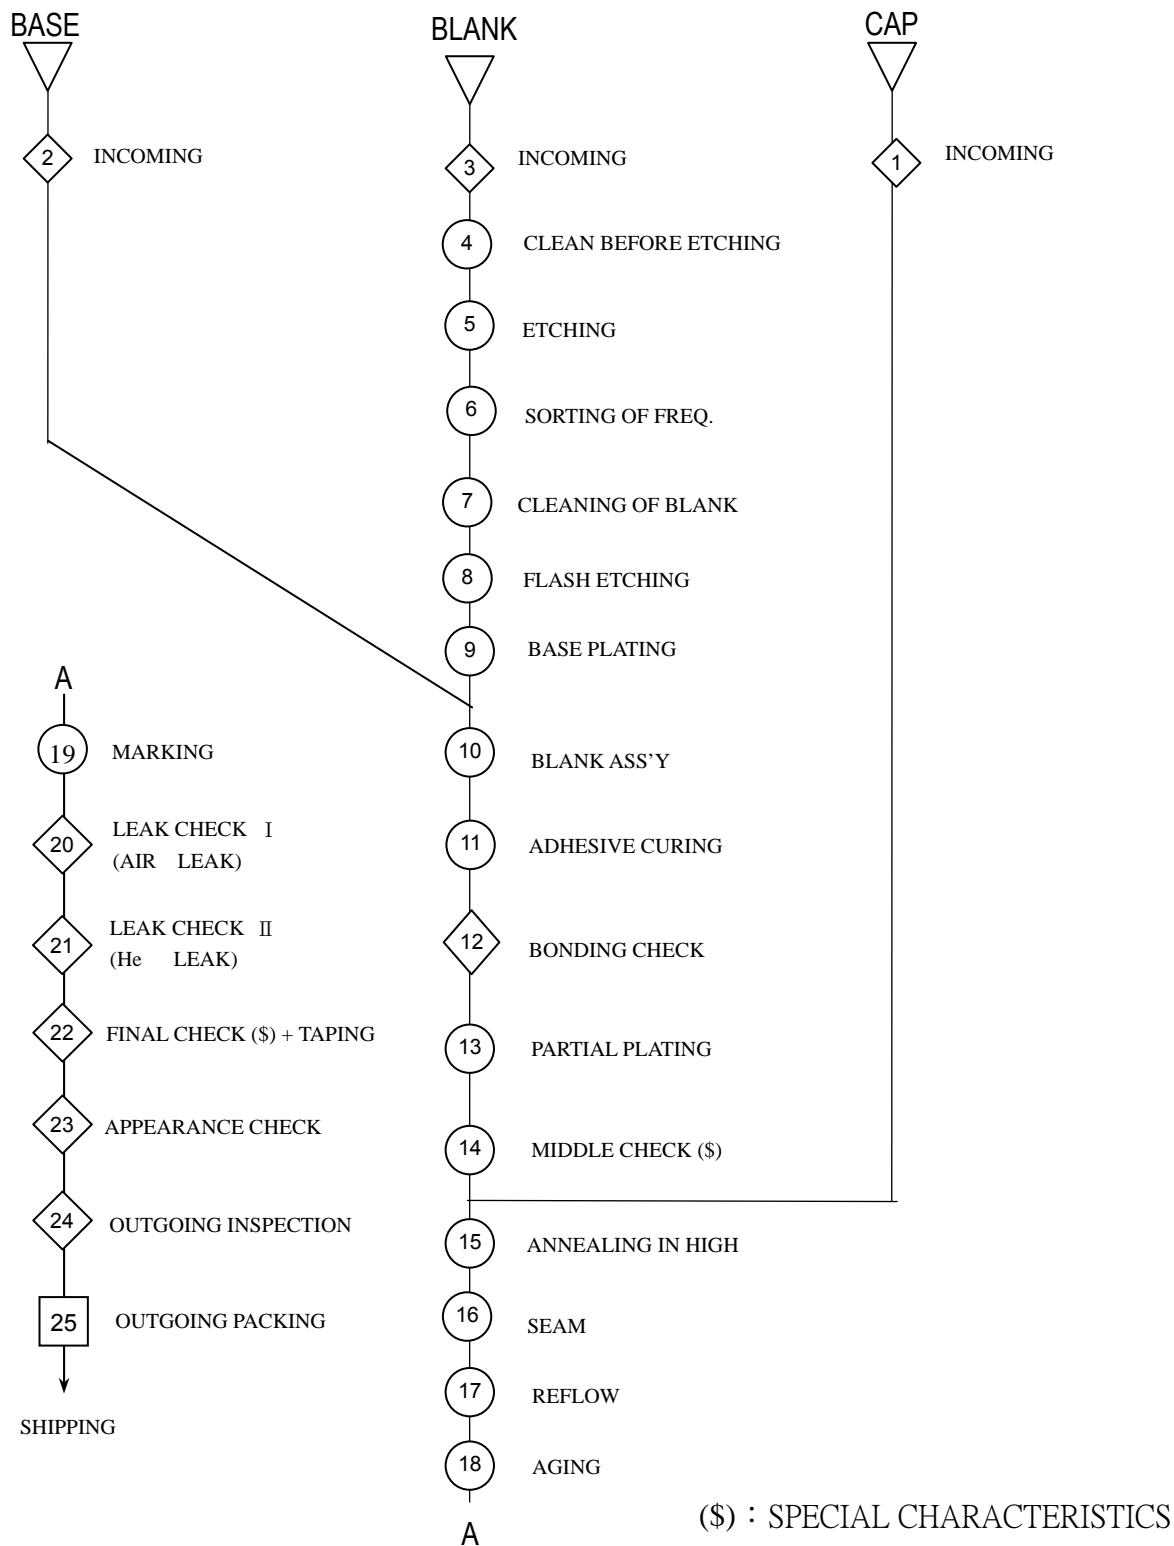 BASE
BLANK
CAP
2 INCOMING
3 INCOMING
1 INCOMING
4 CLEAN BEFORE ETCHING
5 ETCHING
6 SORTING OF FREQ.
7 CLEANING OF BLANK
8 FLASH ETCHING
9 BASE PLATING
10 BLANK ASS’Y
11 ADHESIVE CURING
12 BONDING CHECK
13 PARTIAL PLATING
14 MIDDLE CHECK ($)
15 ANNEALING IN HIGH
16 SEAM
17 REFLOW
18 AGING
A
A
19 MARKING
20 LEAK CHECK Ⅰ
(AIR LEAK)
21 LEAK CHECK Ⅱ
(He LEAK)
22 FINAL CHECK ($) + TAPING
23 APPEARANCE CHECK
24 OUTGOING INSPECTION
25 OUTGOING PACKING
SHIPPING
($)：SPECIAL CHARACTERISTICS